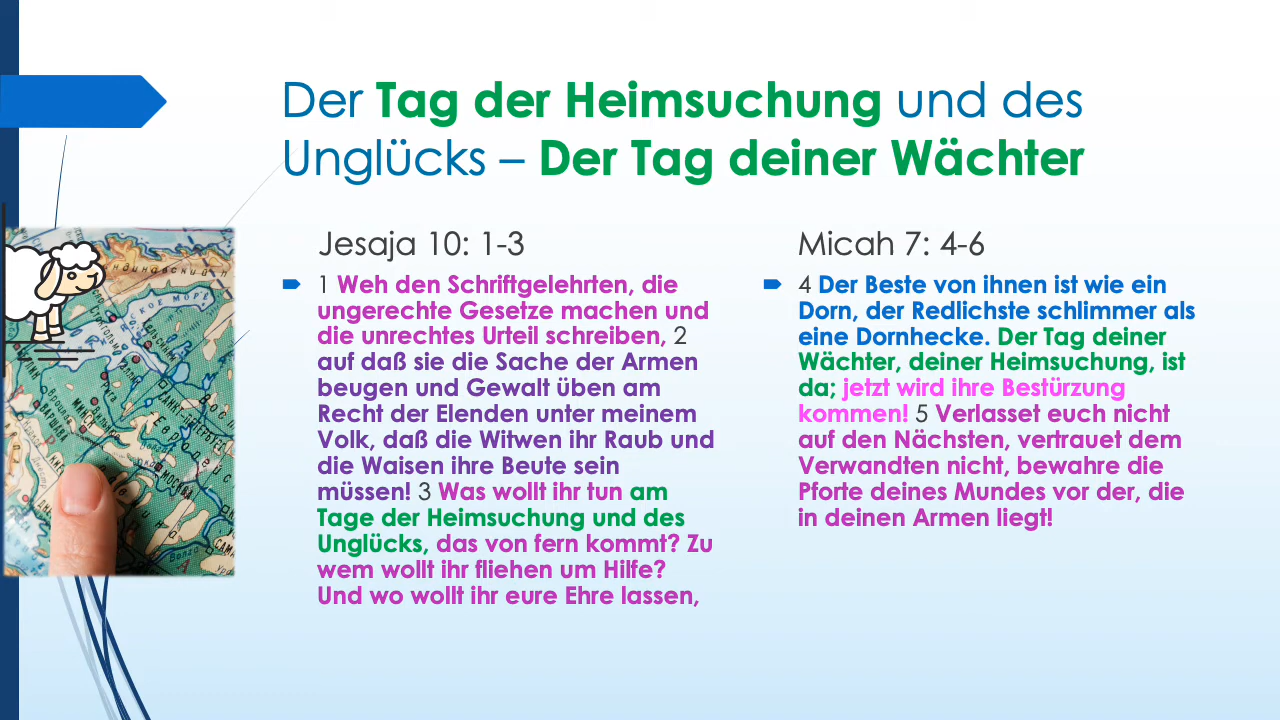 Der Tag der Heimsuchung und des
Unglücks – Der Tag deiner Wächter
Jesaja 10: 1-3
1 Weh den Schriftgelehrten, die
ungerechte Gesetze machen und
die unrechtes Urteil schreiben, 2
auf daß sie die Sache der Armen
beugen und Gewalt üben am
Recht der Elenden unter meinem
Volk, daß die Witwen ihr Raub und
die Waisen ihre Beute sein
müssen! 3 Was wollt ihr tun am
Tage der Heimsuchung und des
Unglücks, das von fern kommt? Zu
wem wollt ihr fliehen um Hilfe?
Und wo wollt ihr eure Ehre lassen,
Micah 7: 4-6
4 Der Beste von ihnen ist wie ein
Dorn, der Redlichste schlimmer als
eine Dornhecke. Der Tag deiner
Wächter, deiner Heimsuchung, ist
da; jetzt wird ihre Bestürzung
kommen! 5 Verlasset euch nicht
auf den Nächsten, vertrauet dem
Verwandten nicht, bewahre die
Pforte deines Mundes vor der, die
in deinen Armen liegt!
СКОЕ МОРЕ
МИНСК
ВАРШАВА
МОСКВА